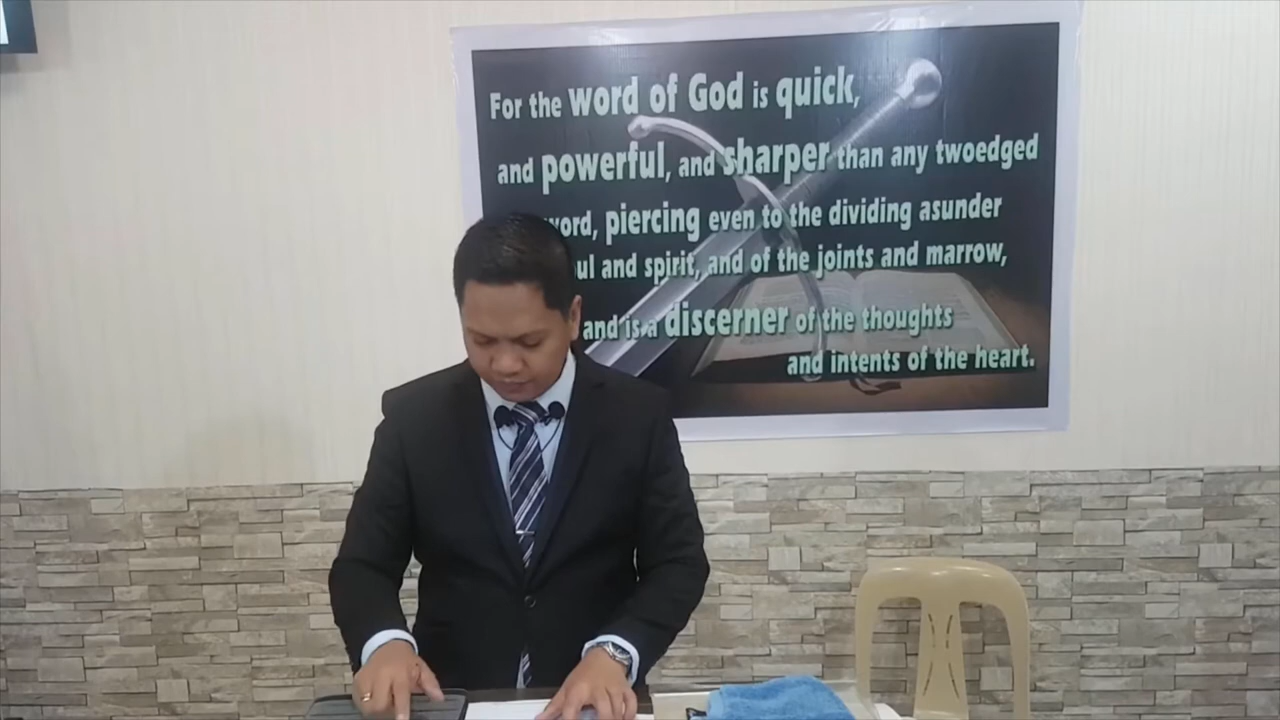 For the word of God is quick,
and powerful, and sharper than any twoedged
word, piercing even to the dividing asunder
ul and spirit, and of the joints and marrow,
and is a discerner of the thoughts
and intents of the heart.